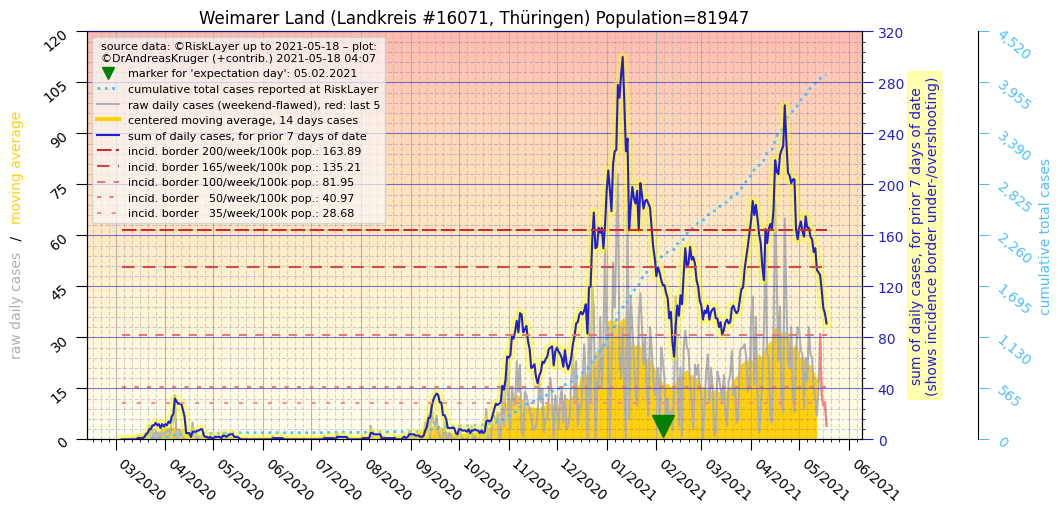 Weimarer Land (Landkreis #16071, Thüringen) Population=81947
source data: ©RiskLayer up to 2021-05-18 – plot:
©DrAndreasKruger (+contrib.) 2021-05-18 04:07
marker for 'expectation day': 05.02.2021
cumulative total cases reported at RiskLayer
raw daily cases (weekend-flawed), red: last 5
centered moving average, 14 days cases
sum of daily cases, for prior 7 days of date
incid. border 200/week/100k pop.: 163.89
incid. border 165/week/100k pop.: 135.21
incid. border 100/week/100k pop.: 81.95
incid. border   50/week/100k pop.: 40.97
incid. border   35/week/100k pop.: 28.68
raw daily cases   /   moving average
120
105
90
75
60
45
30
15
0
03/2020
04/2020
05/2020
06/2020
07/2020
08/2020
09/2020
10/2020
11/2020
12/2020
01/2021
02/2021
03/2021
04/2021
05/2021
06/2021
320
280
240
200
160
120
80
40
0
sum of daily cases, for prior 7 days of date
(shows incidence border under-/overshooting)
4,520
3,955
3,390
2,825
2,260
1,695
1,130
565
0
cumulative total cases